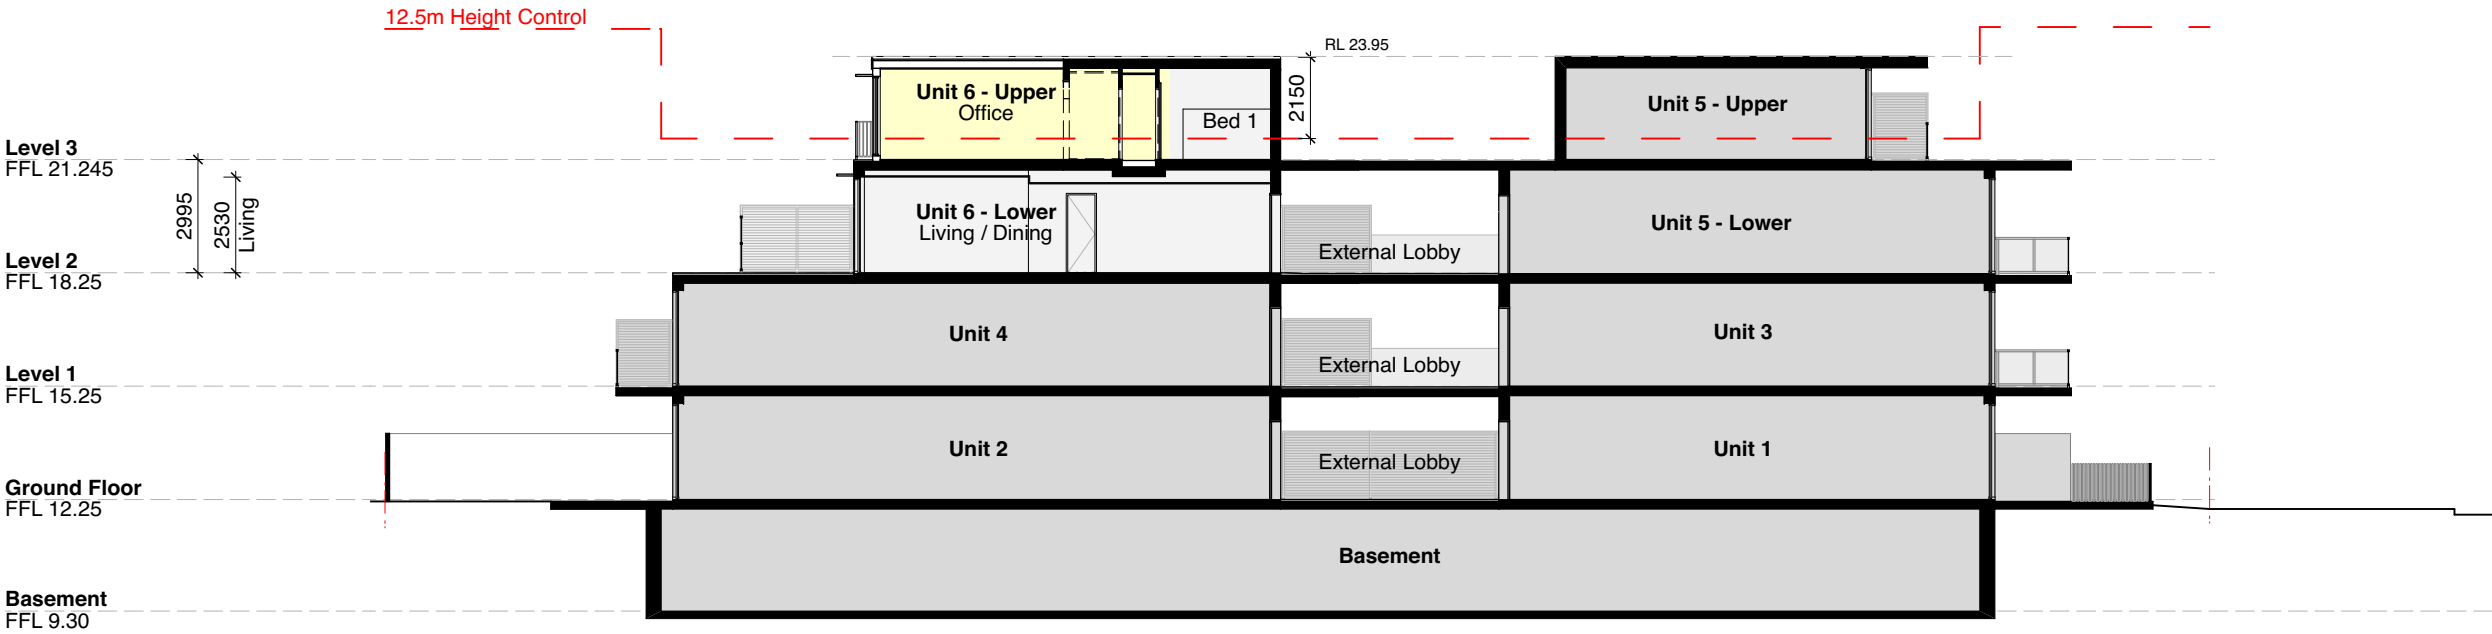 12.5m Height Control
RL 23.95
2150
Unit 6 - Upper
Office
Bed 1
Unit 5 - Upper
Level 3
FFL 21.245
2995
2530
Living
Unit 6 - Lower
Living / Dining
External Lobby
Unit 5 - Lower
Level 2
FFL 18.25
Unit 4
External Lobby
Unit 3
Level 1
FFL 15.25
Unit 2
External Lobby
Unit 1
Ground Floor
FFL 12.25
Basement
Basement
FFL 9.30